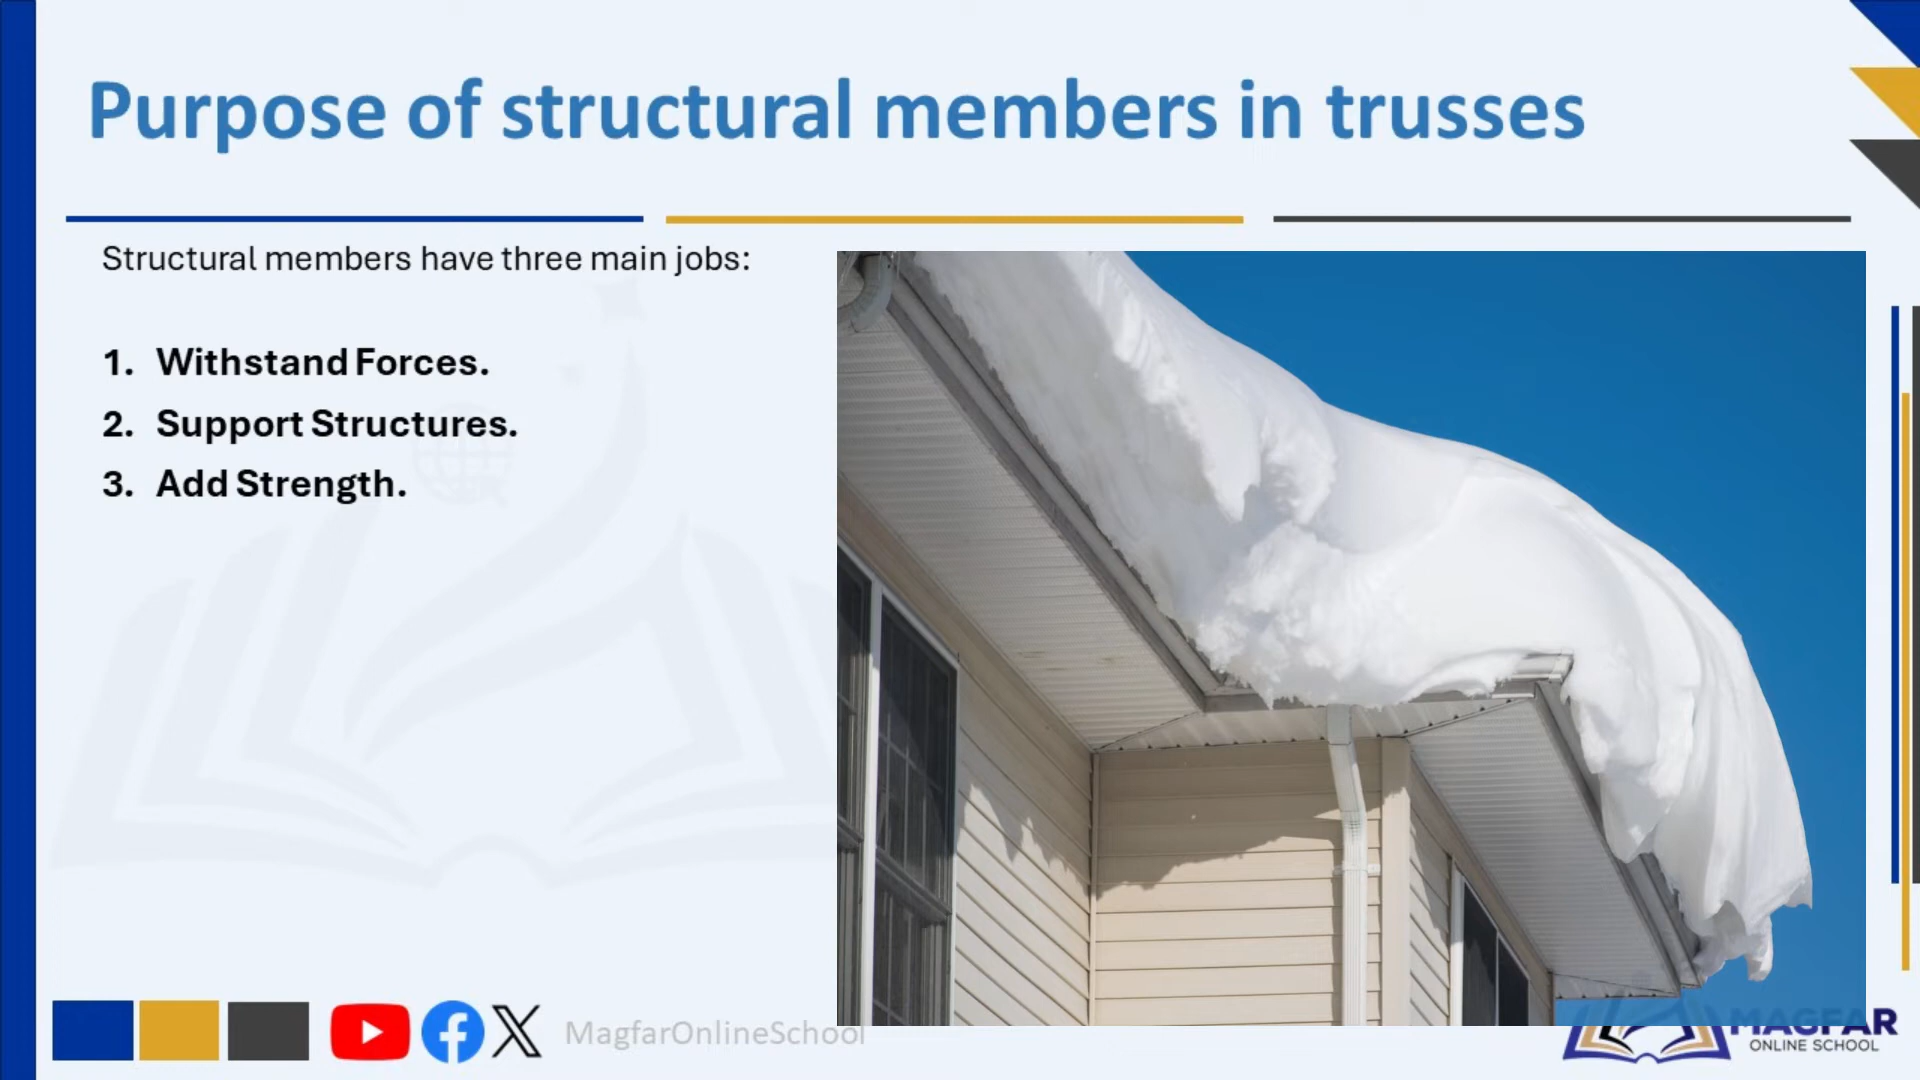 Purpose of structural members in trusses
Structural members have three main jobs:
1. Withstand Forces.
2. Support Structures.
3. Add Strength.
MagfarOnlineSchool
MAGFAR
ONLINE SCHOOL